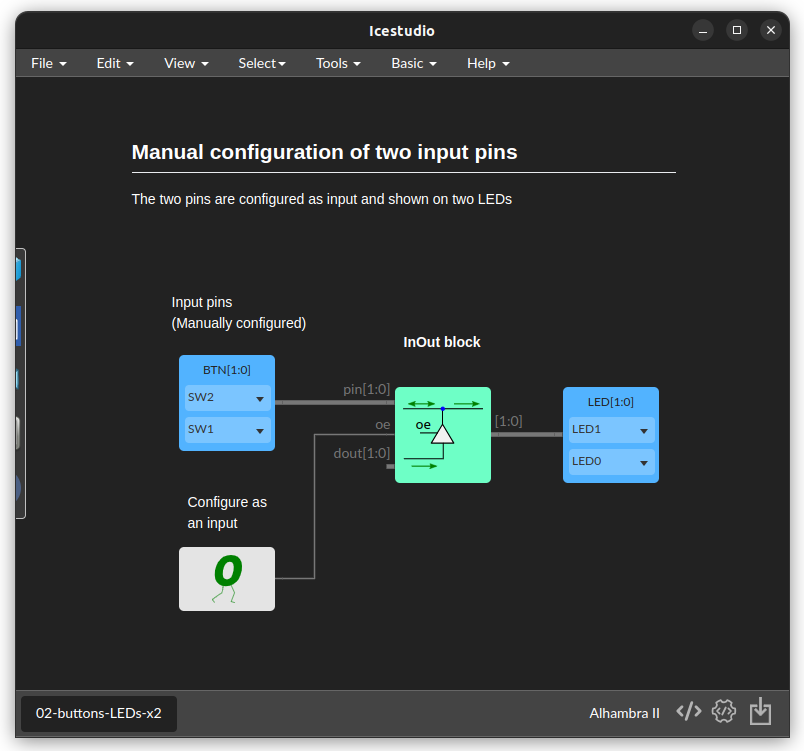 Icestudio
File Edit View Select Tools Basic Help
Manual configuration of two input pins
The two pins are configured as input and shown on two LEDs
Input pins
(Manually configured)
InOut block
BTN[1:0]
SW2
SW1
pin[1:0]
oe
dout[1:0]
oe
[1:0]
LED[1:0]
LED1
LED0
Configure as
an input
0
02-buttons-LEDs-x2
Alhambra II